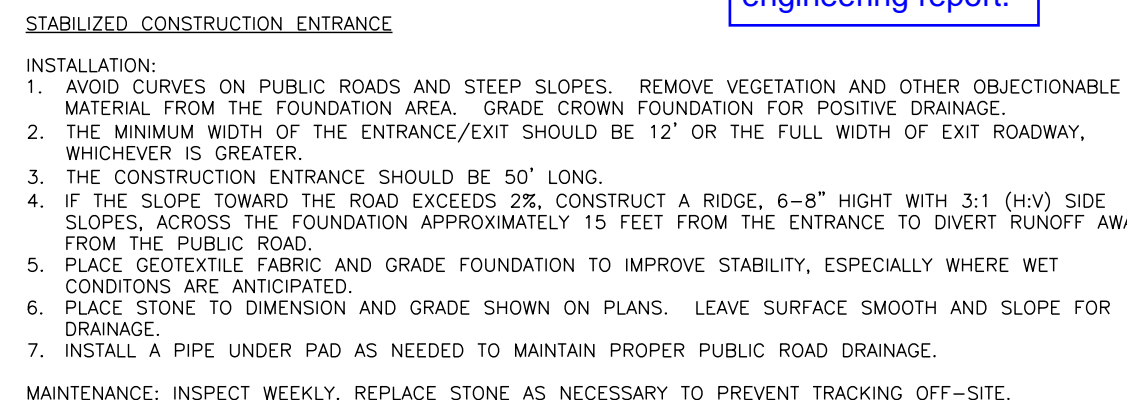 engineering report.
STABILIZED CONSTRUCTION ENTRANCE
INSTALLATION:
1. AVOID CURVES ON PUBLIC ROADS AND STEEP SLOPES. REMOVE VEGETATION AND OTHER OBJECTIONABLE
MATERIAL FROM THE FOUNDATION AREA. GRADE CROWN FOUNDATION FOR POSITIVE DRAINAGE.
2. THE MINIMUM WIDTH OF THE ENTRANCE/EXIT SHOULD BE 12' OR THE FULL WIDTH OF EXIT ROADWAY,
WHICHEVER IS GREATER.
3. THE CONSTRUCTION ENTRANCE SHOULD BE 50' LONG.
4. IF THE SLOPE TOWARD THE ROAD EXCEEDS 2%, CONSTRUCT A RIDGE, 6-8" HIGHT WITH 3:1 (H:V) SIDE
SLOPES, ACROSS THE FOUNDATION APPROXIMATELY 15 FEET FROM THE ENTRANCE TO DIVERT RUNOFF
FROM THE PUBLIC ROAD.
5. PLACE GEOTEXTILE FABRIC AND GRADE FOUNDATION TO IMPROVE STABILITY, ESPECIALLY WHERE WET
CONDITONS ARE ANTICIPATED.
6. PLACE STONE TO DIMENSION AND GRADE SHOWN ON PLANS. LEAVE SURFACE SMOOTH AND SLOPE FOR
DRAINAGE.
7. INSTALL A PIPE UNDER PAD AS NEEDED TO MAINTAIN PROPER PUBLIC ROAD DRAINAGE.
MAINTENANCE: INSPECT WEEKLY. REPLACE STONE AS NECESSARY TO PREVENT TRACKING OFF-SITE.